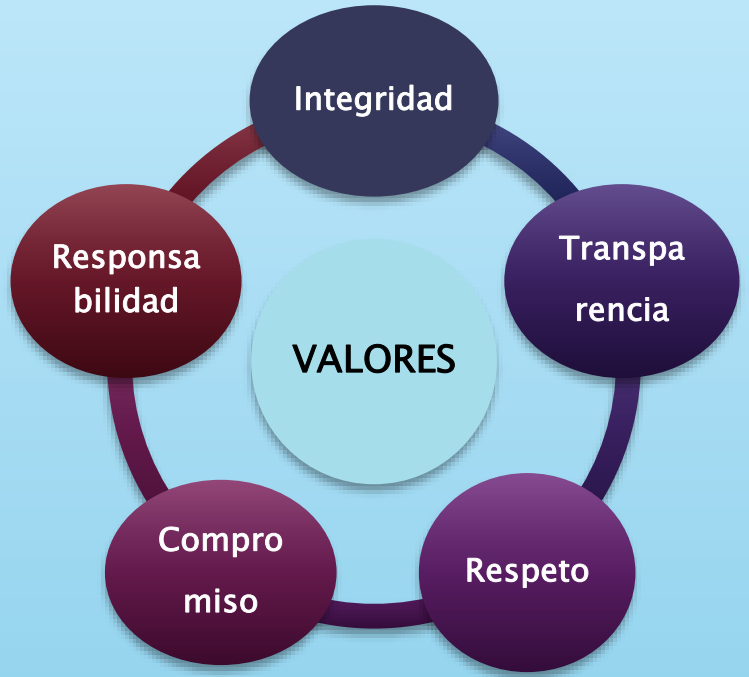 Integridad
Transpa
rencia
Respeto
Compro
miso
Responsa
bilidad
VALORES